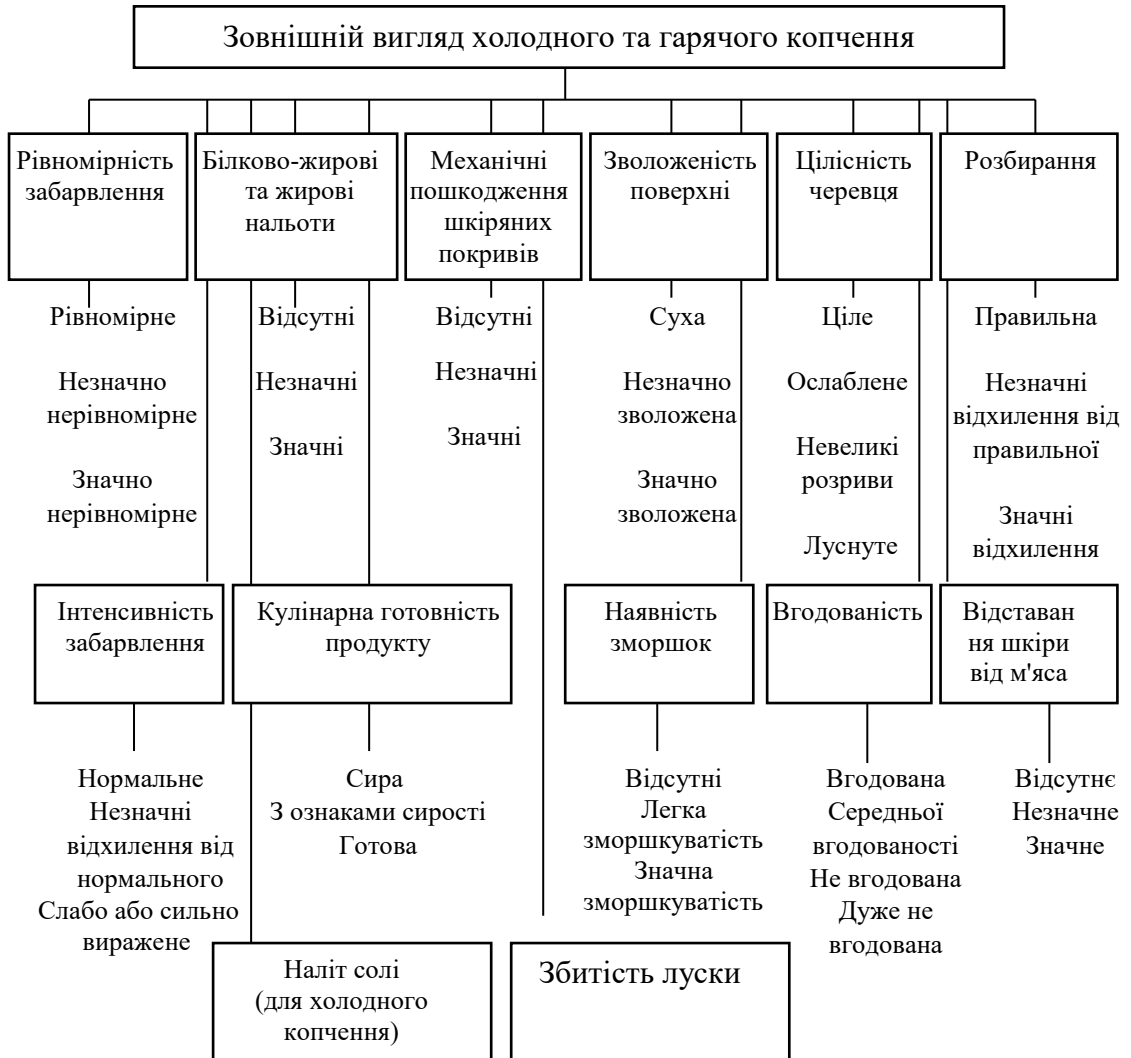 Зовнішній вигляд холодного та гарячого копчення
Рівномірність
забарвлення
Білково-жирові
та жирові
нальоти
Механічні
пошкодження
шкіряних
покривів
Зволоженість
поверхні
Цілісність
черевця
Розбирання
Рівномірне
Незначно
нерівномірне
Значно
нерівномірне
Відсутні
Незначні
Значні
Відсутні
Незначні
Значні
Суха
Незначно
зволожена
Значно
зволожена
Ціле
Ослаблене
Невеликі
розриви
Луснуте
Правильна
Незначні
відхилення від
правильної
Значні
відхилення
Інтенсивність
забарвлення
Кулінарна готовність
продукту
Наявність
зморшок
Вгодованість
Відставан
ня шкіри
від м'яса
Нормальне
Незначні
відхилення від
нормального
Слабо або сильно
виражене
Сира
З ознаками сирості
Готова
Відсутні
Легка
зморшкуватість
Значна
зморшкуватість
Вгодована
Середньої
вгодованості
Не вгодована
Дуже не
вгодована
Відсутнє
Незначне
Значне
Наліт солі
(для холодного
копчення)
Збитість луски